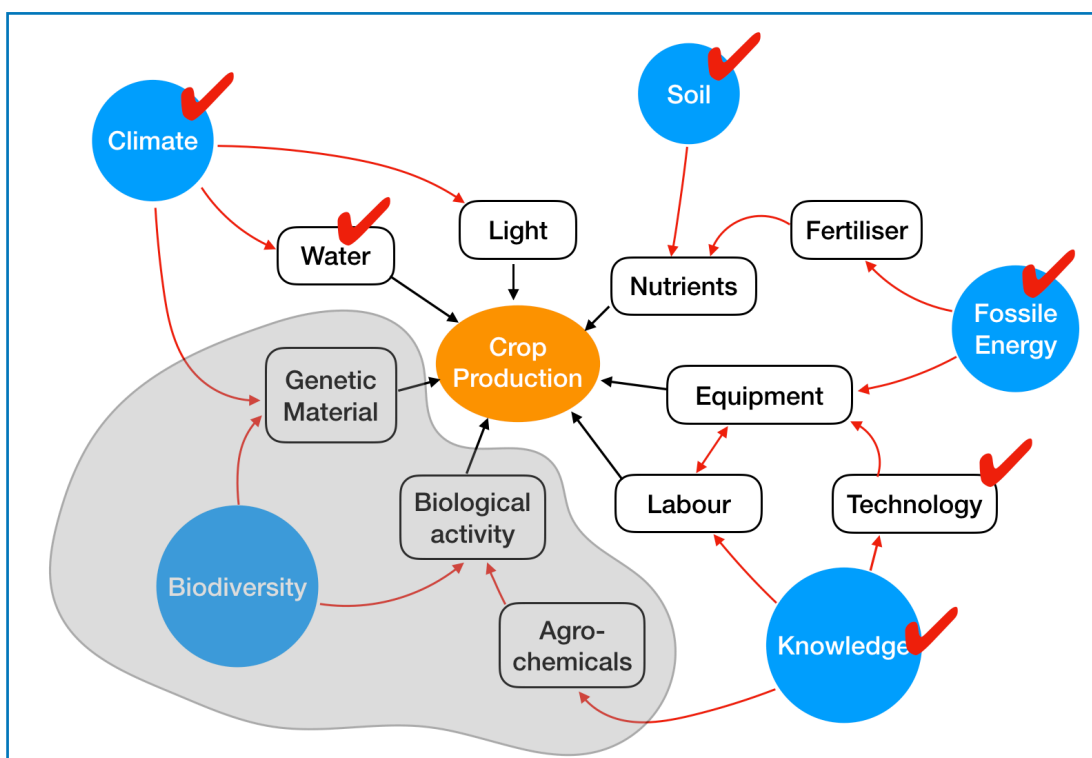 Soil
Climate
Light
Fertiliser
Water
Nutrients
Fossile
Energy
Crop
Production
Genetic
Material
Equipment
Biological
activity
Labour
Technology
Biodiversity
Agro-
chemicals
Knowledge